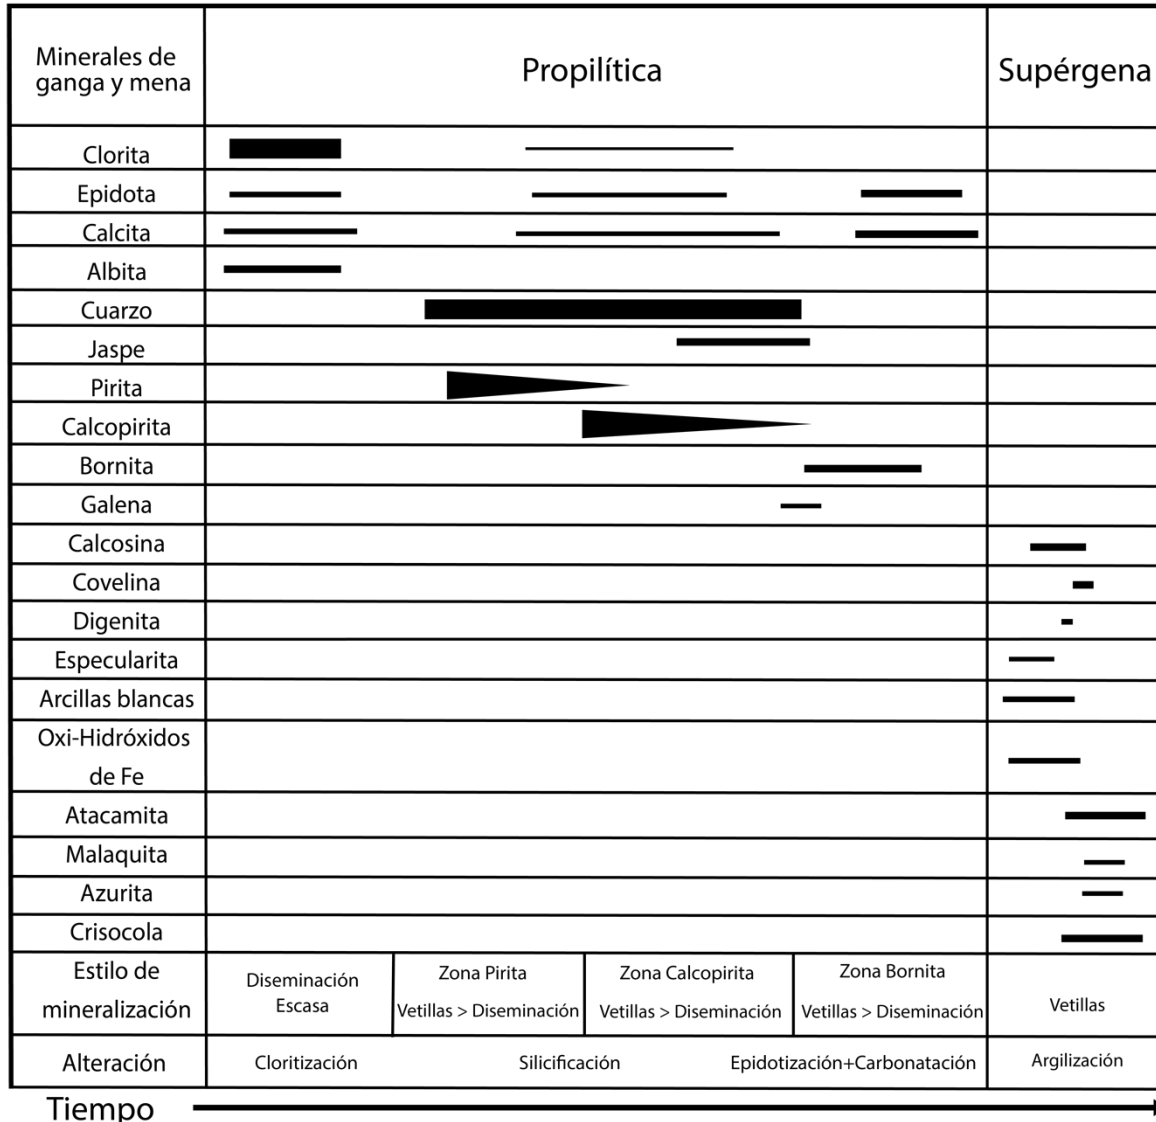 Minerales de
ganga y mena
Propilítica
Supérgena
Clorita
Epidota
Calcita
Albita
Cuarzo
Jaspe
Pirita
Calcopirita
Bornita
Galena
Calcosina
Covelina
Digenita
Especularita
Arcillas blancas
Oxi-Hidróxidos
de Fe
Atacamita
Malaquita
Azurita
Crisocola
Estilo de
mineralización
Diseminación
Escasa
Zona Pirita
Vetillas > Diseminación
Zona Calcopirita
Vetillas > Diseminación
Zona Bornita
Vetillas > Diseminación
Vetillas
Alteración
Cloritización
Silicificación
Epidotización+Carbonatación
Argilización
Tiempo